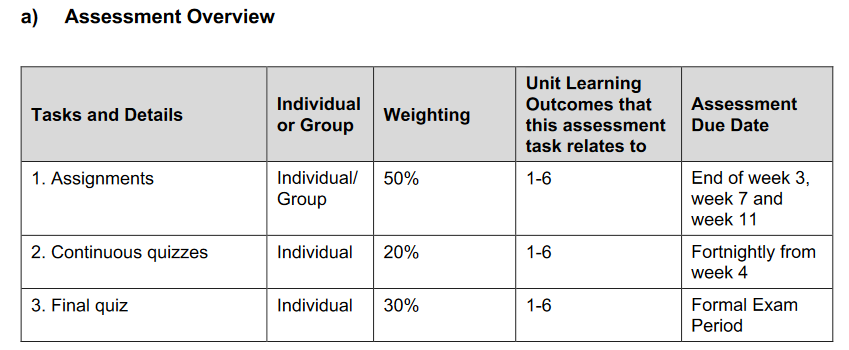 a) Assessment Overview
Tasks and Details
Individual
or Group
Weighting
Unit Learning
Outcomes that
this assessment
task relates to
Assessment
Due Date
1. Assignments
Individual/
Group
50%
1-6
End of week 3,
week 7 and
week 11
2. Continuous quizzes
Individual
20%
1-6
Fortnightly from
week 4
3. Final quiz
Individual
30%
1-6
Formal Exam
Period